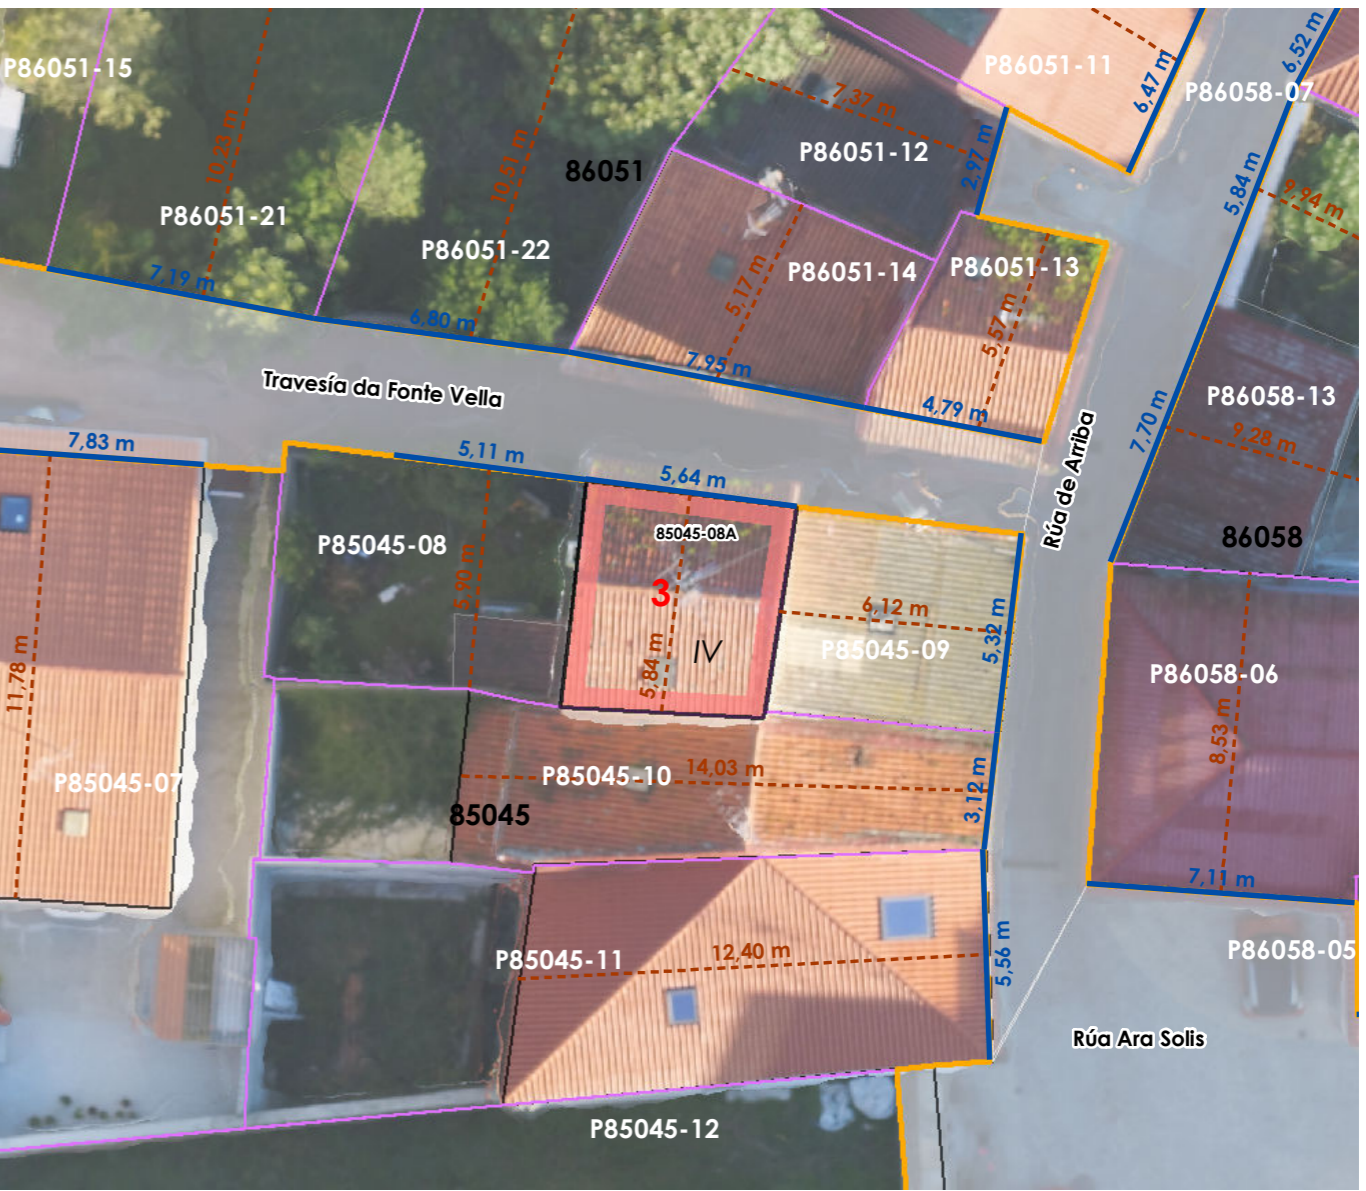 P86051-15
10,23 m
P86051-21
7,19 m
10,51 m
86051
P86051-22
6,80 m
7,37 m
P86051-12
2,97 m
P86051-11
6,47 m
P86058-07
6,52 m
5,84 m
9,94 m
P86051-14
5,17 m
7,95 m
P86051-13
5,57 m
4,79 m
Travesía da Fonte Vella
Rúa de Arriba
7,70 m
P86058-13
9,28 m
86058
7,83 m
11,78 m
P85045-07
5,11 m
P85045-08
5,90 m
5,64 m
85045-08A
3
IV
5,84 m
6,12 m
P85045-09
5,32 m
P86058-06
8,53 m
7,11 m
P85045-10
14,03 m
3,12 m
85045
P85045-11
12,40 m
5,56 m
P86058-05
Rúa Ara Solis
P85045-12